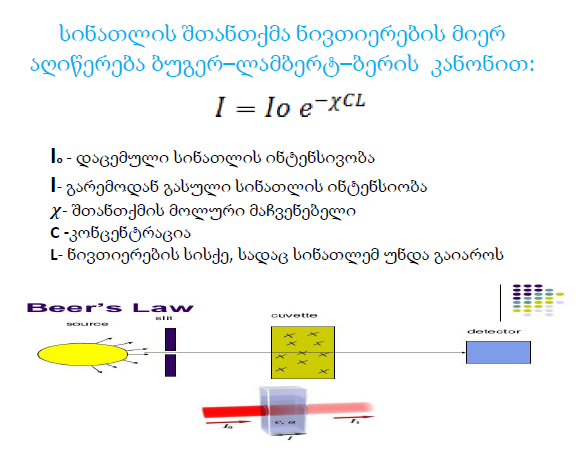 სინათლის შთანთქმა ნივთიერების მიერ
აღიწერება ბუგერ–ლამბერტ–ბერის კანონით:
I = Io e^−χCL
I₀ - დაცემული სინათლის ინტენსივობა
I- გარემოდან გასული სინათლის ინტენსიობა
χ- შთანთქმის მოლური მაჩვენებელი
C -კონცენტრაცია
L- ნივთიერების სისქე, სადაც სინათლემ უნდა გაიაროს
Beer's Law
source
slit
cuvette
detector
I₀
c, α
I₁
l